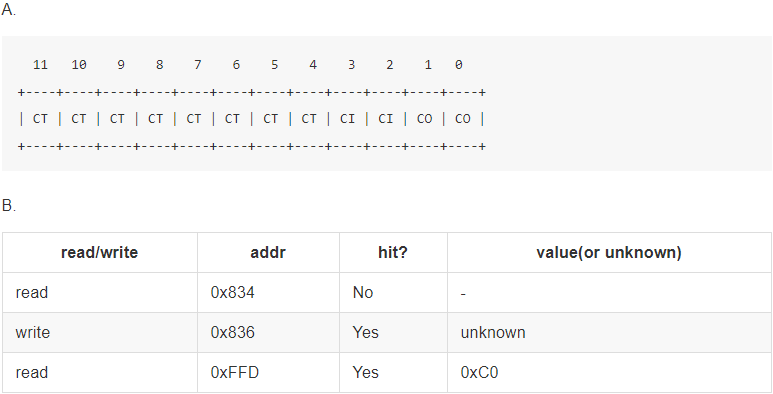 A.
11 10 9 8 7 6 5 4 3 2 1 0
+----+----+----+----+----+----+----+----+----+----+----+----+
| CT | CT | CT | CT | CT | CT | CT | CT | CI | CI | CO | CO |
+----+----+----+----+----+----+----+----+----+----+----+----+
B.
read/write addr hit? value(or unknown)
read 0x834 No -
write 0x836 Yes unknown
read 0xFFD Yes 0xC0